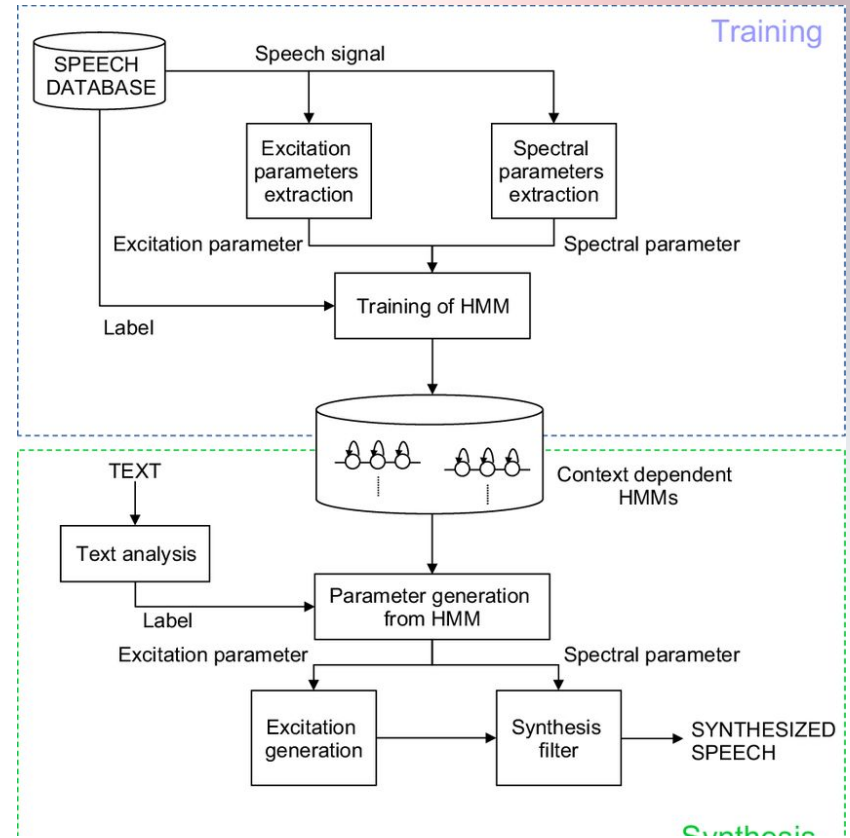 Training
SPEECH
DATABASE
Speech signal
Excitation
parameters
extraction
Spectral
parameters
extraction
Excitation parameter
Spectral parameter
Training of HMM
Label
Context dependent
HMMs
TEXT
Text analysis
Label
Parameter generation
from HMM
Excitation parameter
Spectral parameter
Excitation
generation
Synthesis
filter
SYNTHESIZED
SPEECH
Synthesis